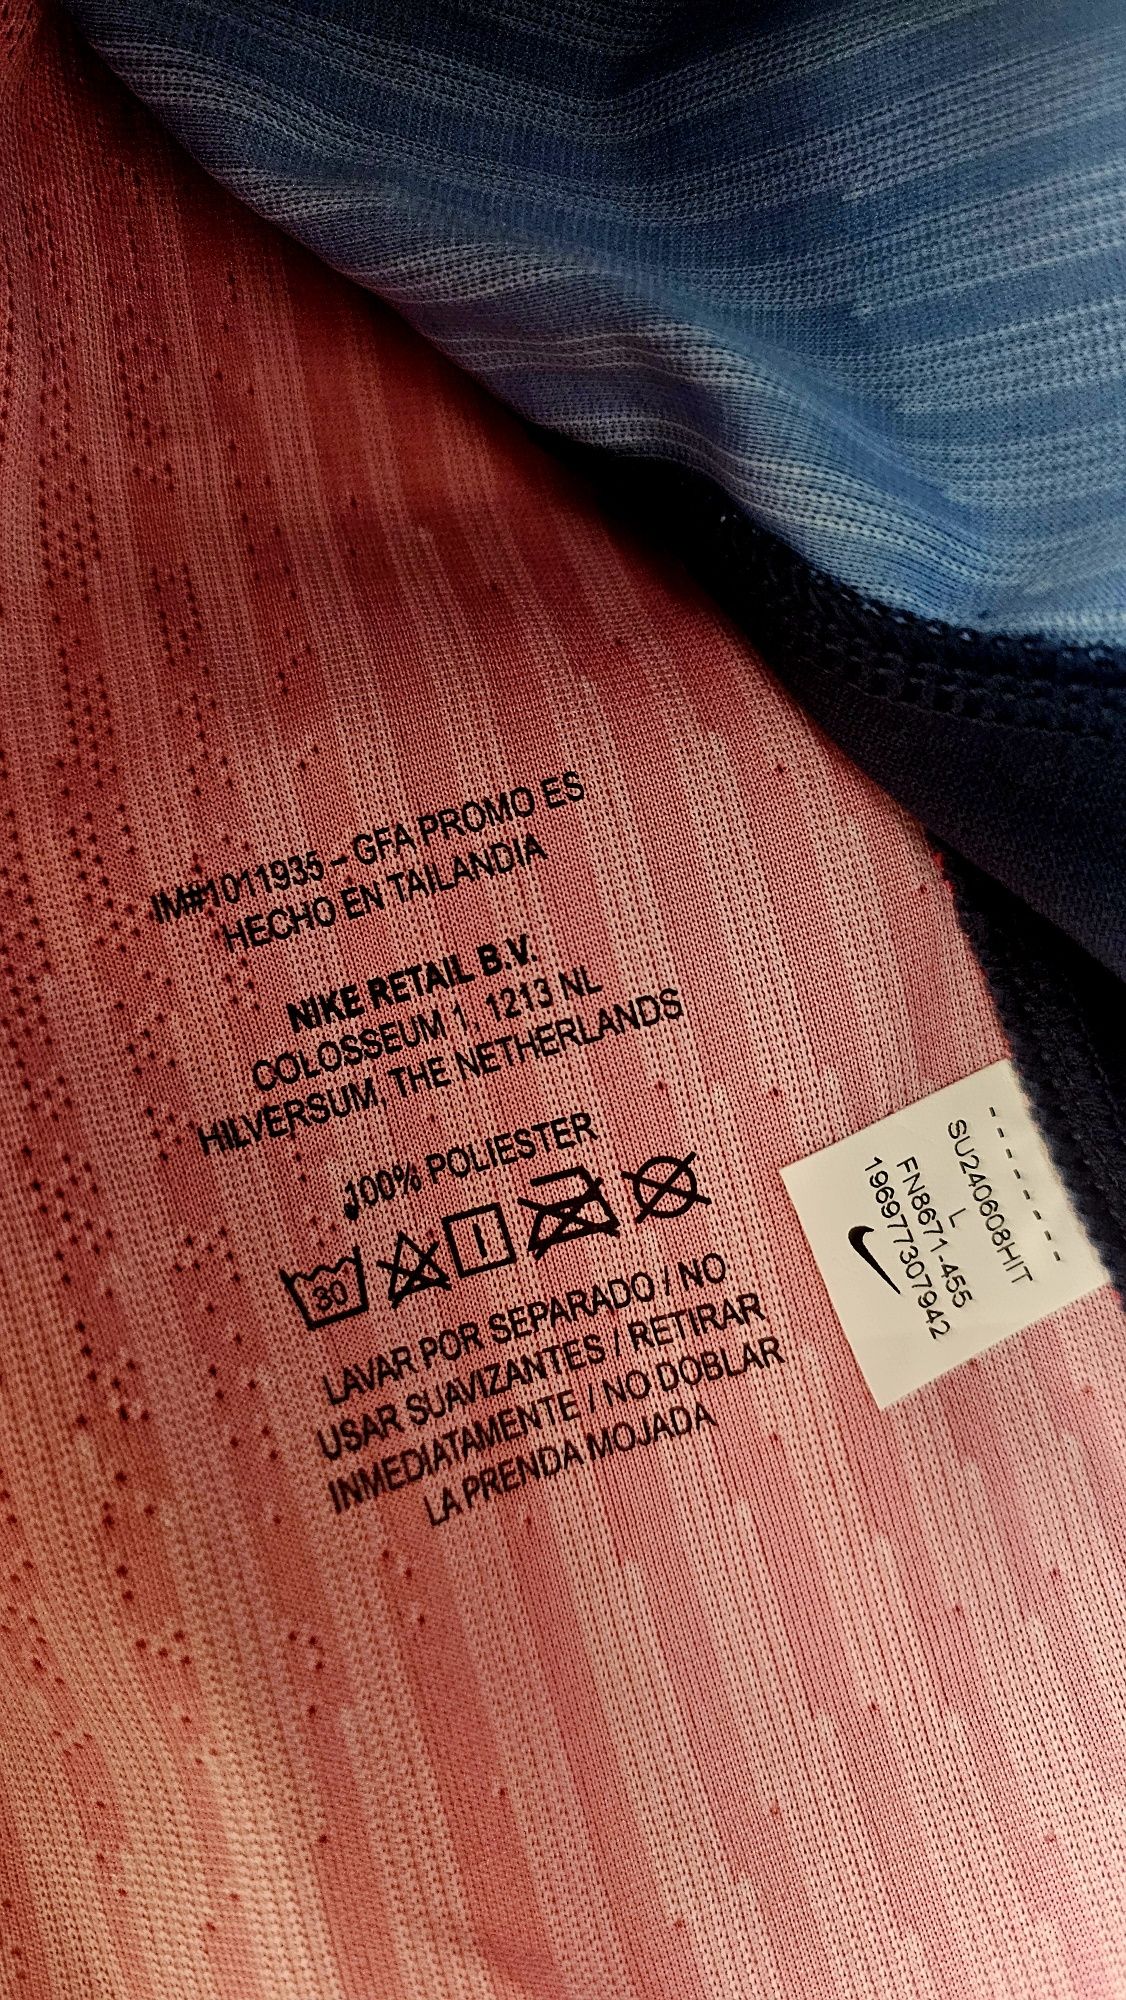 IM#1011935 – GFA PROMO ES
HECHO EN TAILANDIA
NIKE RETAIL B.V.
COLOSSEUM 1, 1213 NL
HILVERSUM, THE NETHERLANDS
100% POLIESTER
30
LAVAR POR SEPARADO / NO
USAR SUAVIZANTES / RETIRAR
INMEDIATAMENTE / NO DOBLAR
LA PRENDA MOJADA
SU240608HIT
L
FN8671-455
196977307942